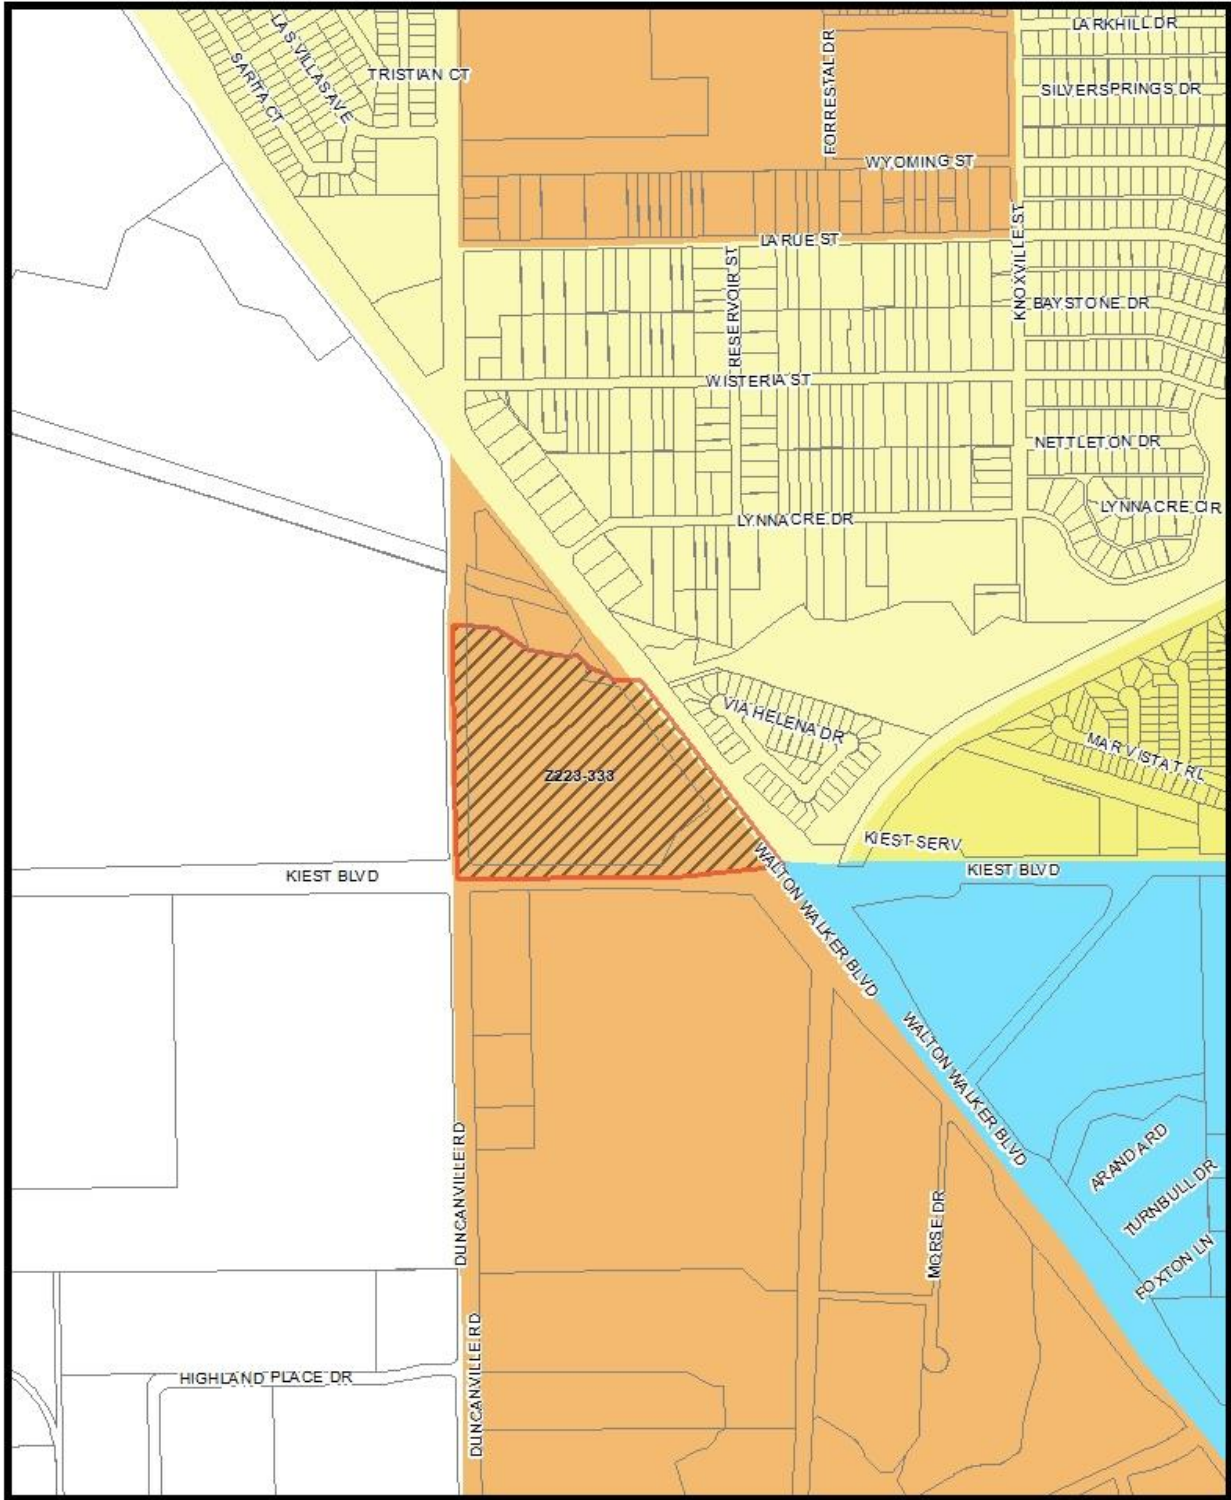 LARKHILL DR
LAS VILLAS AVE
TRISTIAN CT
SARITA CT
FORRESTAL DR
SILVERSPRINGS DR
WYOMING ST
KNOXVILLE ST
LARUE ST
RESERVOIR ST
BAYSTONE DR
WISTERIA ST
NETTLETON DR
LYNNACRE CIR
LYNNACRE DR
VIA HELENA DR
MAR VISTA TRL
Z223-333
KIEST SERV
KIEST BLVD
KIEST BLVD
WALTON WALKER BLVD
WALTON WALKER BLVD
ARANDA RD
TURNBULL DR
DUNCANVILLE RD
MORSE DR
FOXTON LN
DUNCANVILLE RD
HIGHLAND PLACE DR